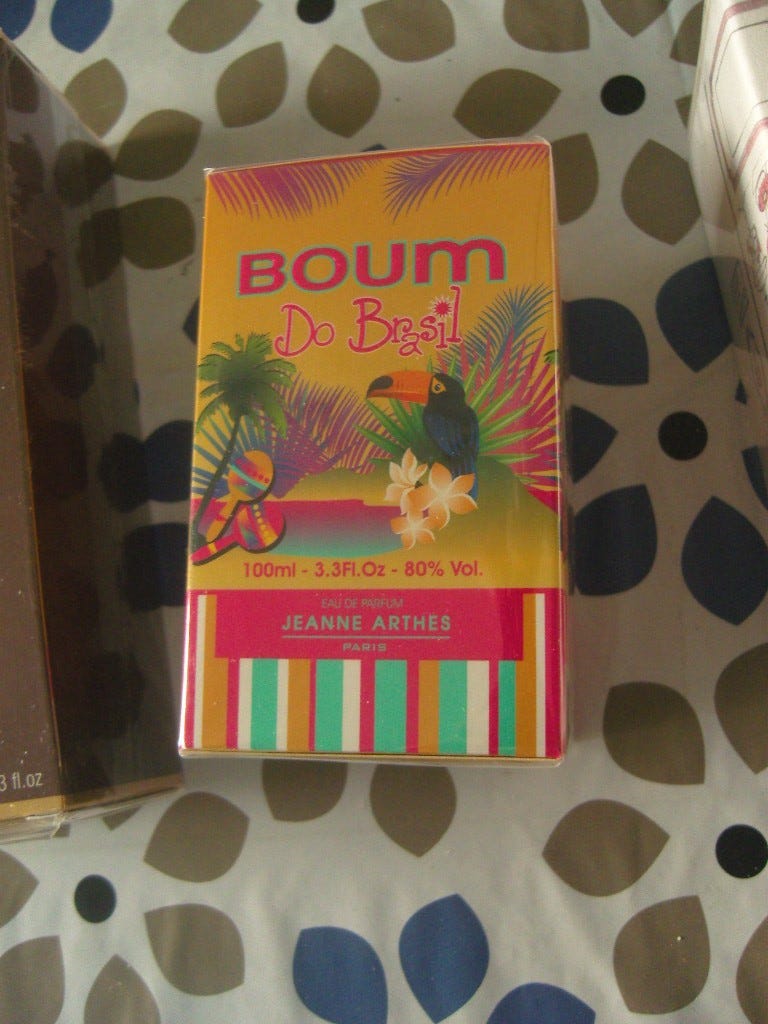 BOUM
Do Brasil
100ml - 3.3Fl.Oz - 80% Vol.
EAU DE PARFUM
JEANNE ARTHES
PARIS
3 fl.oz